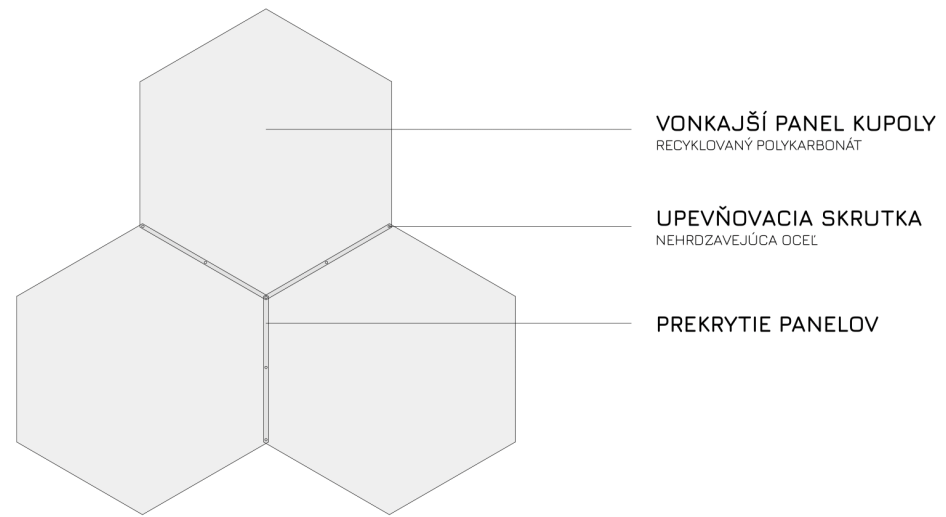 VONKAJŠÍ PANEL KUPOLY
RECYKLOVANÝ POLYKARBONÁT
UPEVŇOVACIA SKRUTKA
NEHRDZAVEJÚCA OCEĽ
PREKRYTIE PANELOV